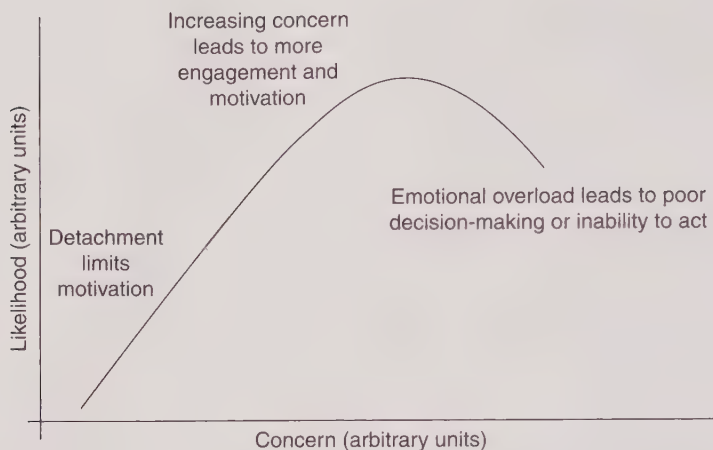 Increasing concern
leads to more
engagement and
motivation
Emotional overload leads to poor
decision-making or inability to act
Detachment
limits
motivation
Likelihood (arbitrary units)
Concern (arbitrary units)